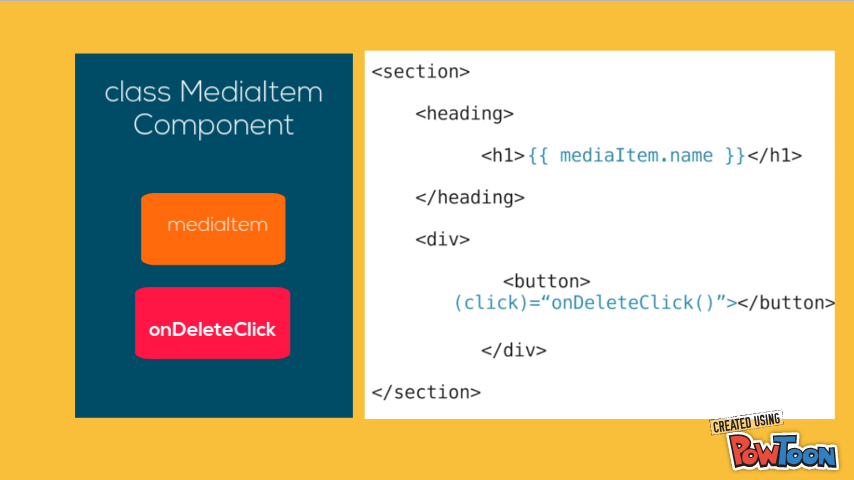 class MediaItem
Component
mediaItem
onDeleteClick
<section>
<heading>
<h1>{{ mediaItem.name }}</h1>
</heading>
<div>
<button>
(click)=“onDeleteClick()”></button>
</div>
</section>
CREATED USING
POWTOON